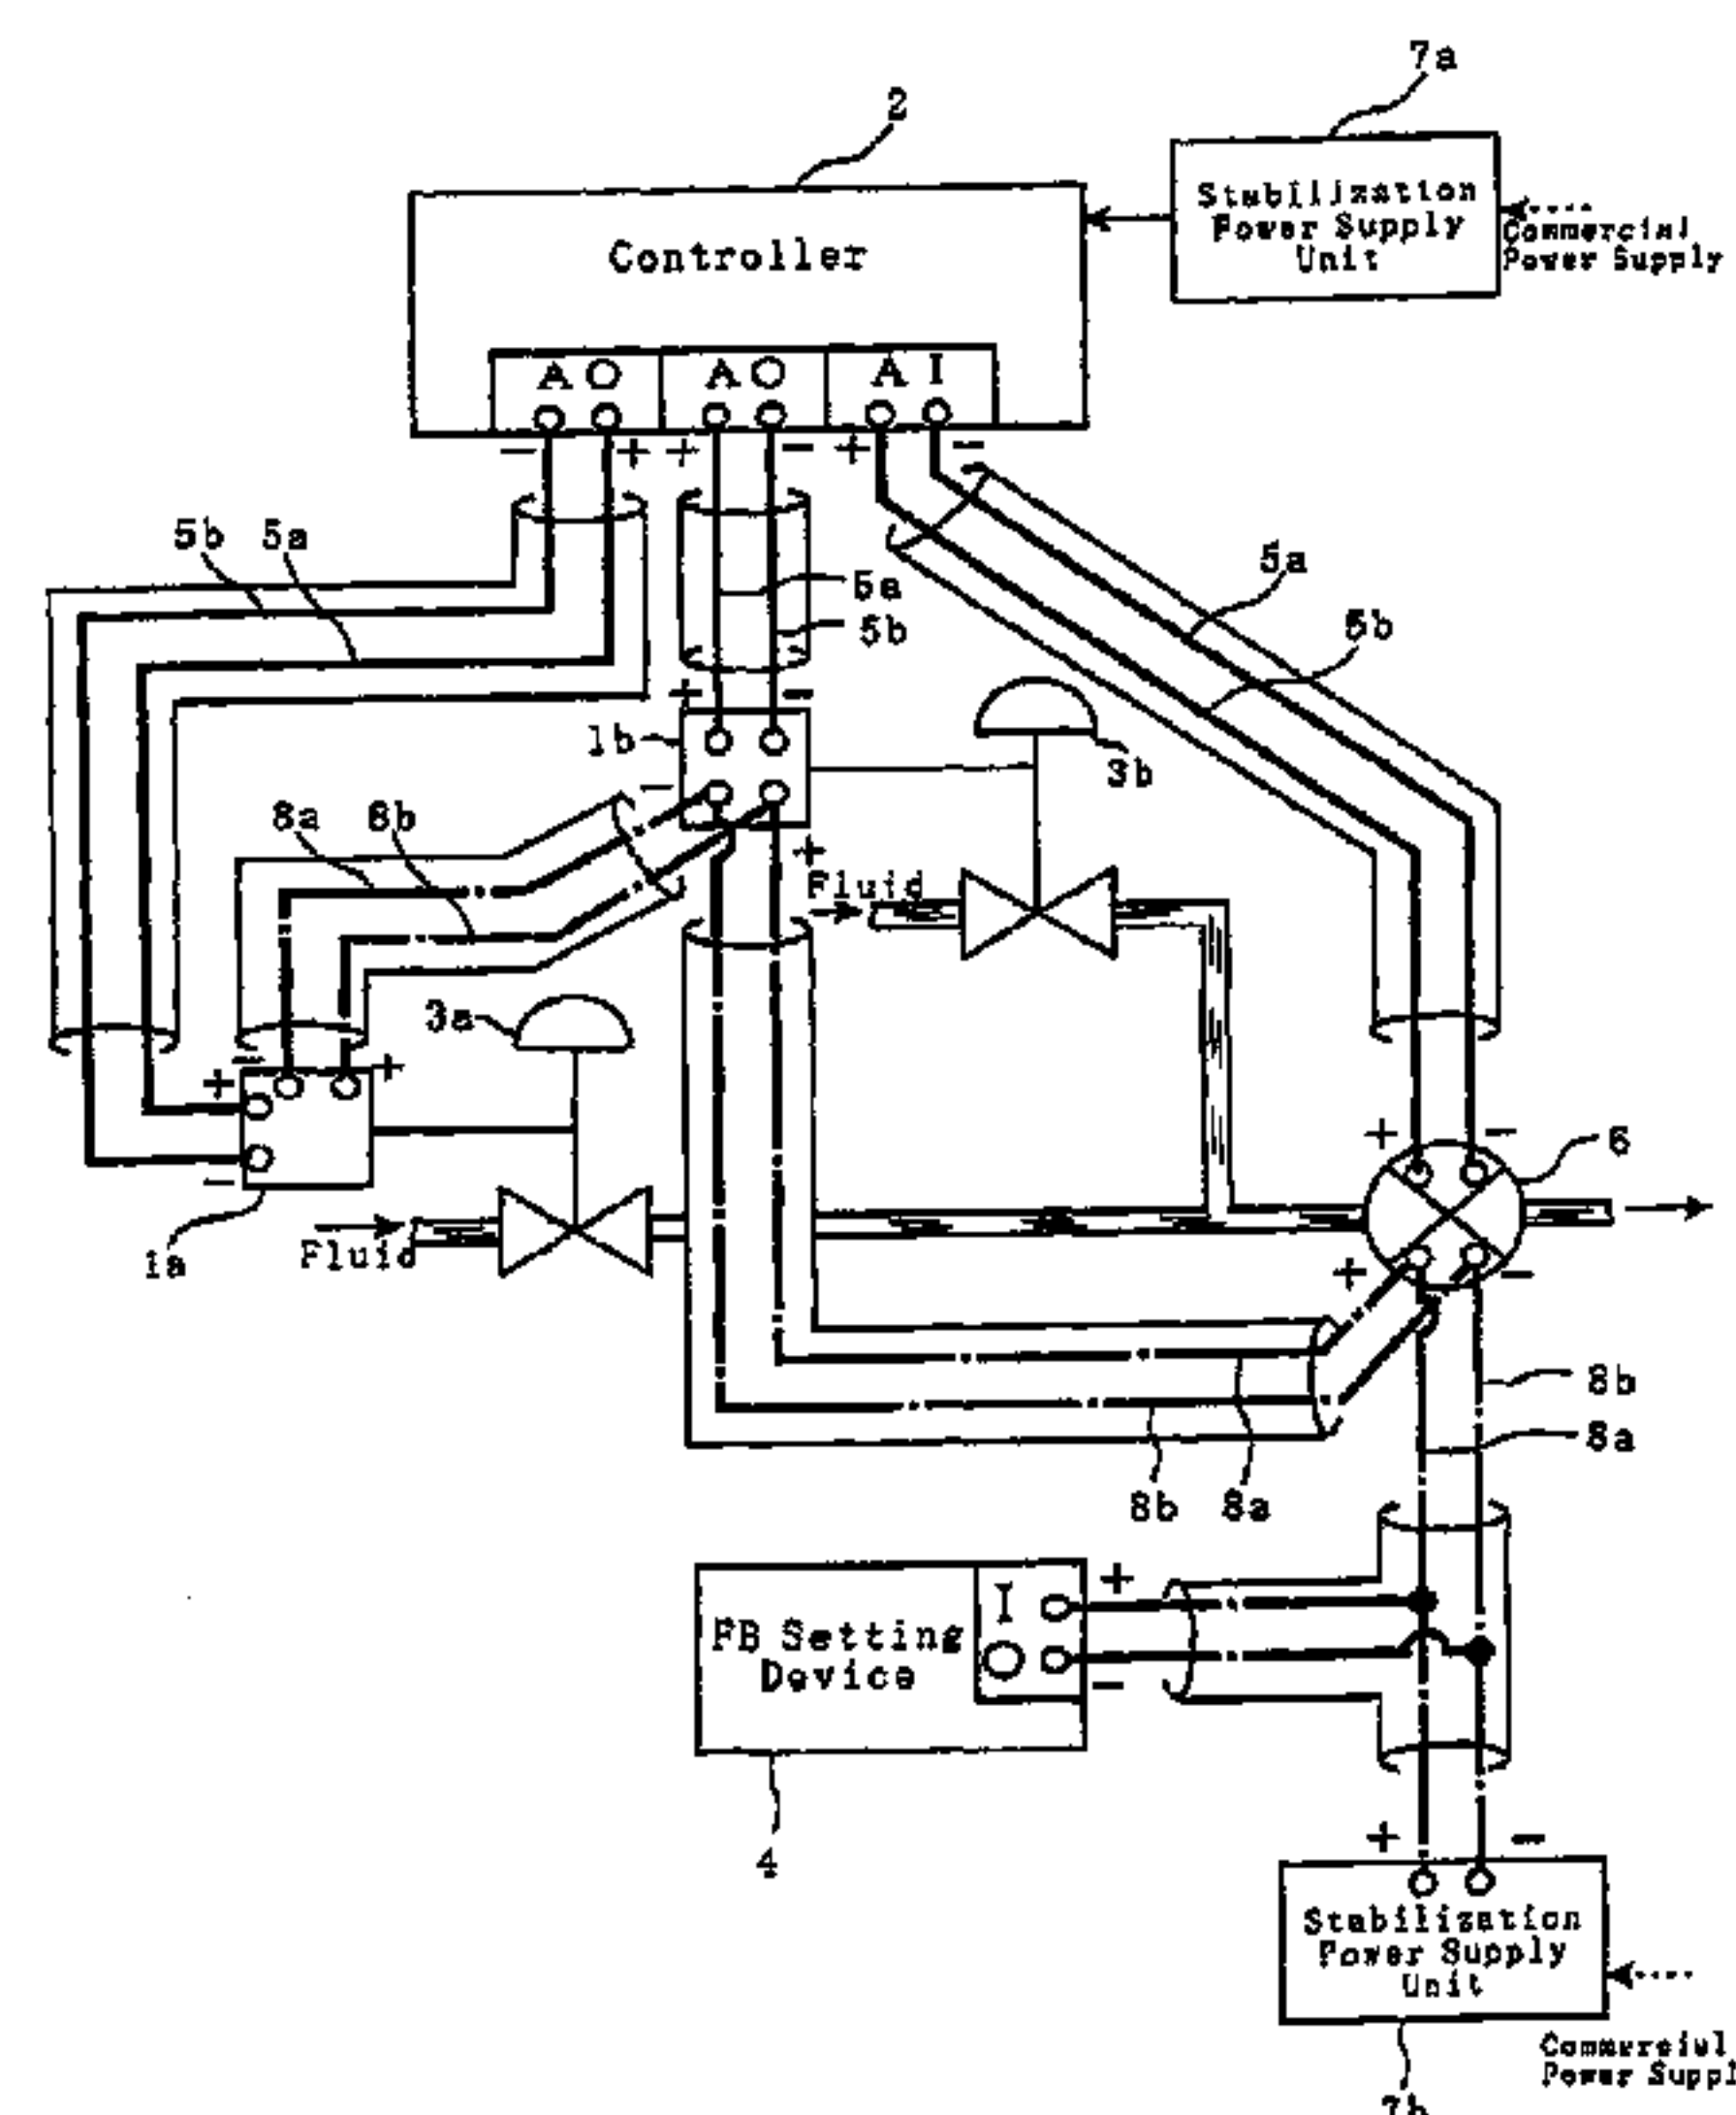 7a
2
Stabilization
Power Supply
Unit
Commercial
Power Supply
Controller
AO AO AI
− + + − + −
5b 5a
5a
5b
5a
5b
+ −
1b
3b
−
8a 8b
+
Fluid
3a
− +
+
−
+ −
6
1a
Fluid
+ −
8b
8a
8b 8a
FB Setting
Device
I
O
+
−
4
+ −
Stabilization
Power Supply
Unit
Commercial
Power Suppl
7b